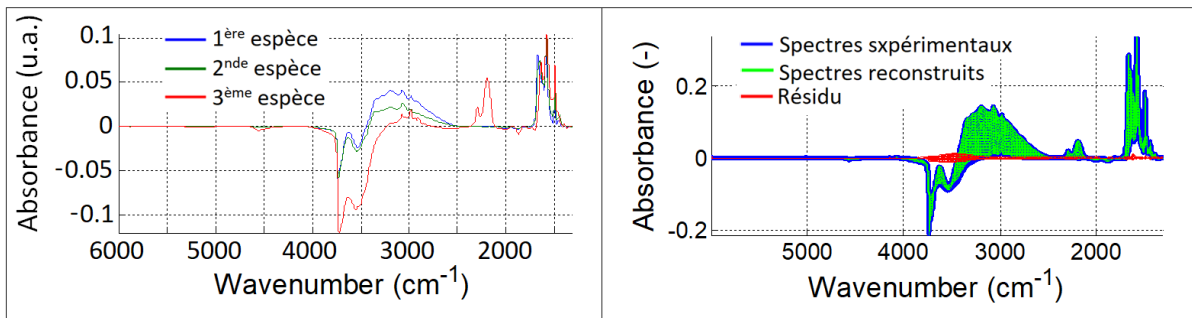 Absorbance (u.a.)
0.1
0.05
0
-0.05
-0.1
1ère espèce
2nde espèce
3ème espèce
6000 5000 4000 3000 2000
Wavenumber (cm-1)
Absorbance (-)
0.2
0
-0.2
Spectres sxpérimentaux
Spectres reconstruits
Résidu
5000 4000 3000 2000
Wavenumber (cm-1)